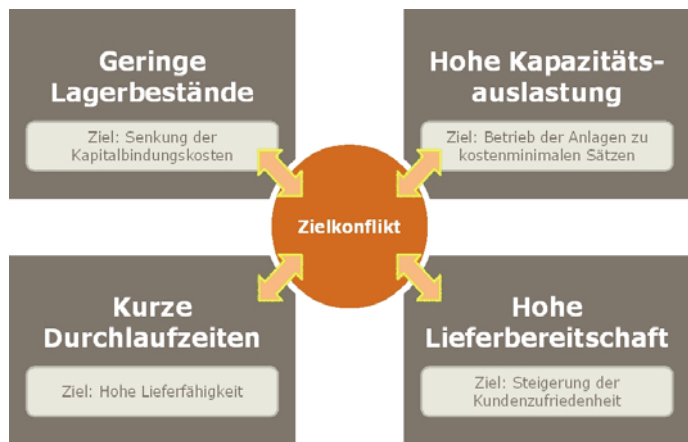 Geringe
Lagerbestände
Ziel: Senkung der
Kapitalbindungskosten
Hohe Kapazitäts-
auslastung
Ziel: Betrieb der Anlagen zu
kostenminimalen Sätzen
Zielkonflikt
Kurze
Durchlaufzeiten
Ziel: Hohe Lieferfähigkeit
Hohe
Lieferbereitschaft
Ziel: Steigerung der
Kundenzufriedenheit